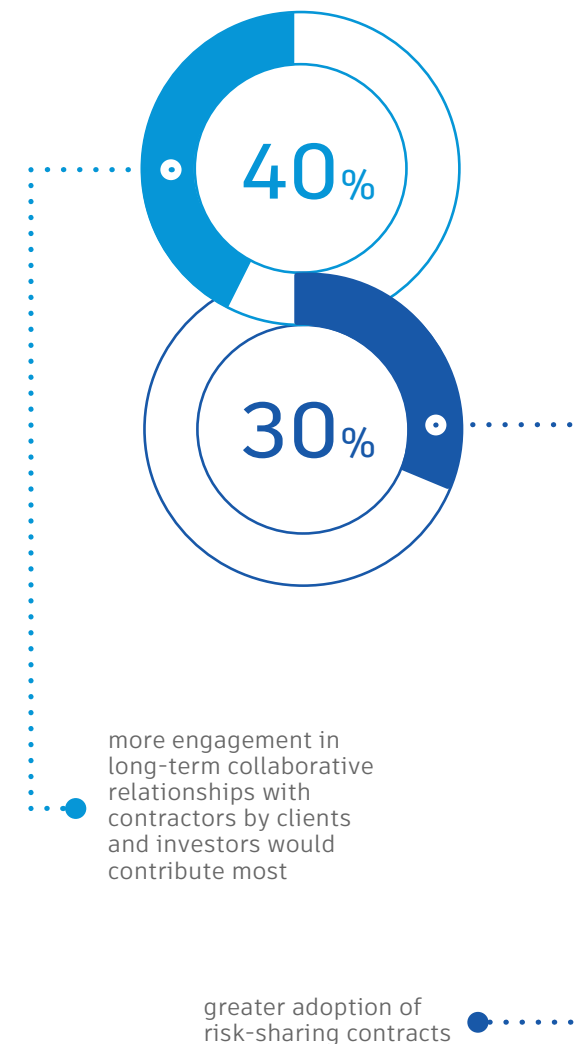 40%
30%
more engagement in
long-term collaborative
relationships with
contractors by clients
and investors would
contribute most
greater adoption of
risk-sharing contracts